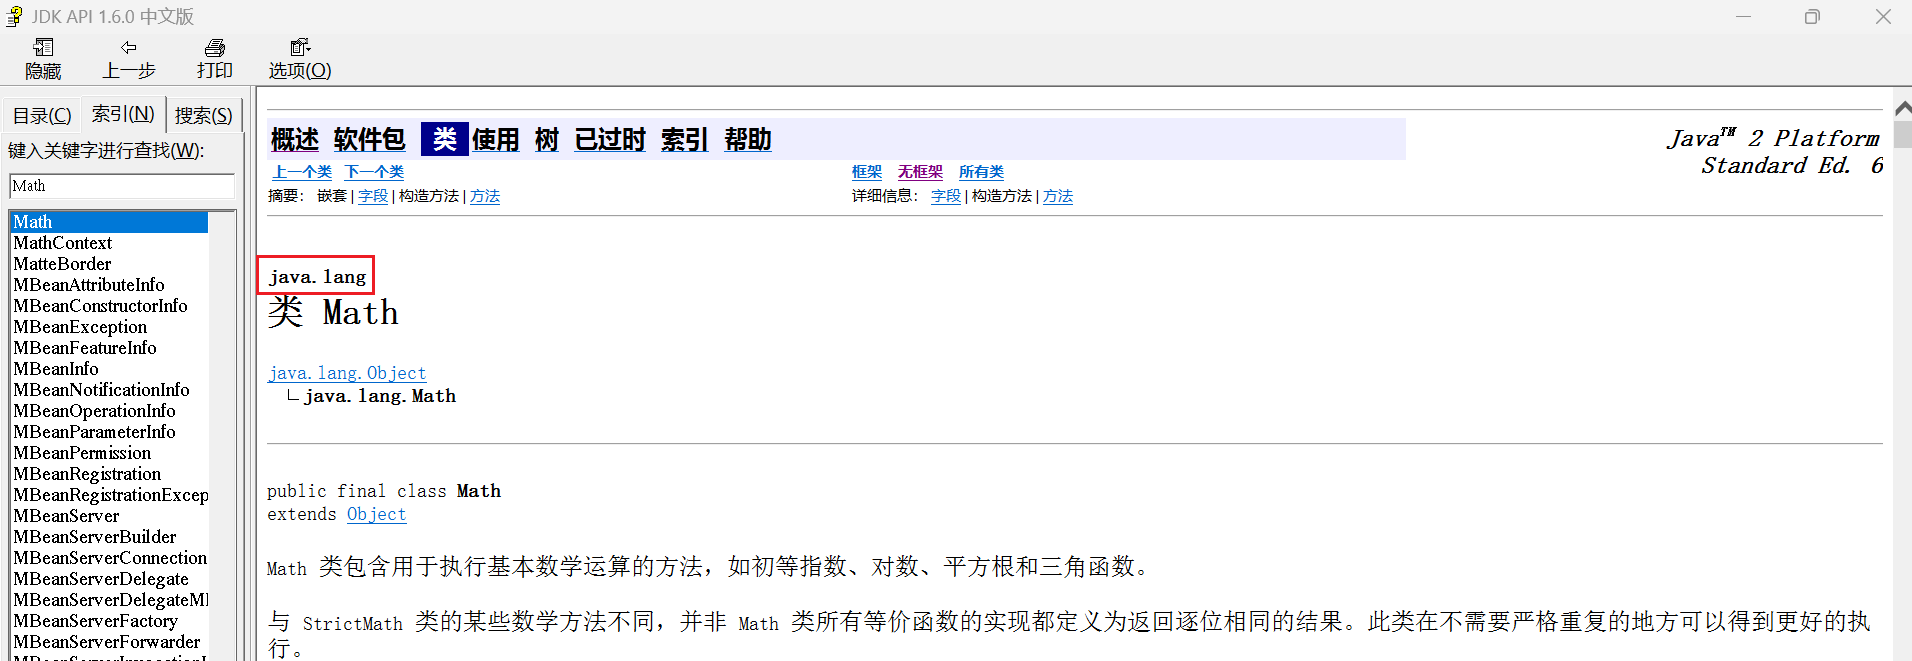 JDK API 1.6.0 中文版
隐藏 上一步 打印 选项(O)
目录(C) 索引(N) 搜索(S)
键入关键字进行查找(W):
Math
Math
MathContext
MatteBorder
MBeanAttributeInfo
MBeanConstructorInfo
MBeanException
MBeanFeatureInfo
MBeanInfo
MBeanNotificationInfo
MBeanOperationInfo
MBeanParameterInfo
MBeanPermission
MBeanRegistration
MBeanRegistrationExcep
MBeanServer
MBeanServerBuilder
MBeanServerConnection
MBeanServerDelegate
MBeanServerDelegateM
MBeanServerFactory
MBeanServerForwarder
概述 软件包 类 使用 树 已过时 索引 帮助
Java™ 2 Platform
Standard Ed. 6
上一个类 下一个类 框架 无框架 所有类
摘要: 嵌套 | 字段 | 构造方法 | 方法 详细信息: 字段 | 构造方法 | 方法
java.lang
类 Math
java.lang.Object
java.lang.Math
public final class Math
extends Object
Math 类包含用于执行基本数学运算的方法，如初等指数、对数、平方根和三角函数。
与 StrictMath 类的某些数学方法不同，并非 Math 类所有等价函数的实现都定义为返回逐位相同的结果。此类在不需要严格重复的地方可以得到更好的执
行。